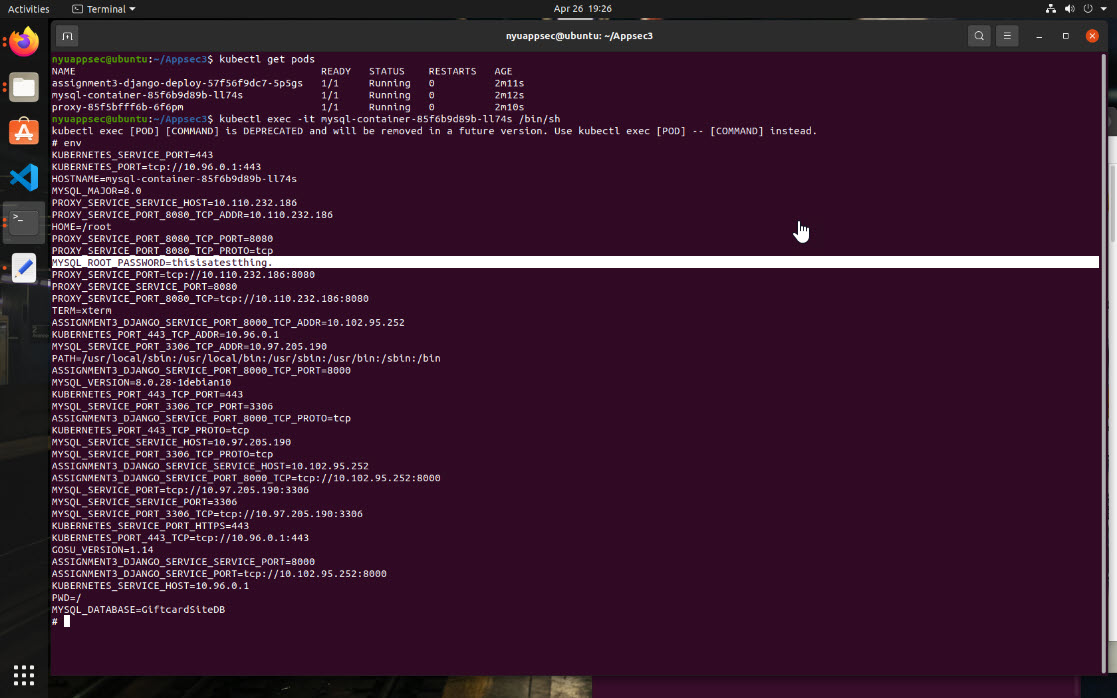 Activities
Terminal
Apr 26 19:26
nyuappsec@ubuntu: ~/Appsec3
nyuappsec@ubuntu:~/Appsec3$ kubectl get pods
NAME READY STATUS RESTARTS AGE
assignment3-django-deploy-57f56f9dc7-5p5gs 1/1 Running 0 2m11s
mysql-container-85f6b9d89b-ll74s 1/1 Running 0 2m12s
proxy-85f5bfff6b-6f6pm 1/1 Running 0 2m10s
nyuappsec@ubuntu:~/Appsec3$ kubectl exec -it mysql-container-85f6b9d89b-ll74s /bin/sh
kubectl exec [POD] [COMMAND] is DEPRECATED and will be removed in a future version. Use kubectl exec [POD] -- [COMMAND] instead.
# env
KUBERNETES_SERVICE_PORT=443
KUBERNETES_PORT=tcp://10.96.0.1:443
HOSTNAME=mysql-container-85f6b9d89b-ll74s
MYSQL_MAJOR=8.0
PROXY_SERVICE_SERVICE_HOST=10.110.232.186
PROXY_SERVICE_PORT_8080_TCP_ADDR=10.110.232.186
HOME=/root
PROXY_SERVICE_PORT_8080_TCP_PORT=8080
PROXY_SERVICE_PORT_8080_TCP_PROTO=tcp
MYSQL_ROOT_PASSWORD=thisisatestthing.
PROXY_SERVICE_PORT=tcp://10.110.232.186:8080
PROXY_SERVICE_SERVICE_PORT=8080
PROXY_SERVICE_PORT_8080_TCP=tcp://10.110.232.186:8080
TERM=xterm
ASSIGNMENT3_DJANGO_SERVICE_PORT_8000_TCP_ADDR=10.102.95.252
KUBERNETES_PORT_443_TCP_ADDR=10.96.0.1
MYSQL_SERVICE_PORT_3306_TCP_ADDR=10.97.205.190
PATH=/usr/local/sbin:/usr/local/bin:/usr/sbin:/usr/bin:/sbin:/bin
ASSIGNMENT3_DJANGO_SERVICE_PORT_8000_TCP_PORT=8000
MYSQL_VERSION=8.0.28-1debian10
KUBERNETES_PORT_443_TCP_PORT=443
MYSQL_SERVICE_PORT_3306_TCP_PORT=3306
ASSIGNMENT3_DJANGO_SERVICE_PORT_8000_TCP_PROTO=tcp
KUBERNETES_PORT_443_TCP_PROTO=tcp
MYSQL_SERVICE_SERVICE_HOST=10.97.205.190
MYSQL_SERVICE_PORT_3306_TCP_PROTO=tcp
ASSIGNMENT3_DJANGO_SERVICE_SERVICE_HOST=10.102.95.252
ASSIGNMENT3_DJANGO_SERVICE_PORT_8000_TCP=tcp://10.102.95.252:8000
MYSQL_SERVICE_PORT=tcp://10.97.205.190:3306
MYSQL_SERVICE_SERVICE_PORT=3306
MYSQL_SERVICE_PORT_3306_TCP=tcp://10.97.205.190:3306
KUBERNETES_SERVICE_PORT_HTTPS=443
KUBERNETES_PORT_443_TCP=tcp://10.96.0.1:443
GOSU_VERSION=1.14
ASSIGNMENT3_DJANGO_SERVICE_SERVICE_PORT=8000
ASSIGNMENT3_DJANGO_SERVICE_PORT=tcp://10.102.95.252:8000
KUBERNETES_SERVICE_HOST=10.96.0.1
PWD=/
MYSQL_DATABASE=GiftcardSiteDB
#